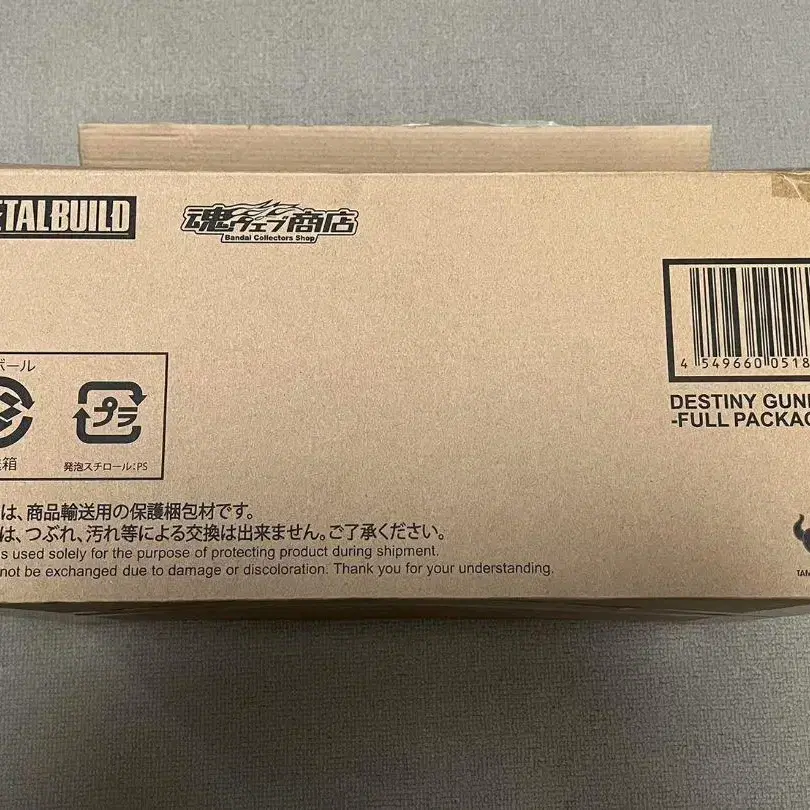 ETALBUILD
魂ウェブ商店
Bandai Collectors Shop
4 549660 0518
DESTINY GUND
-FULL PACKAG
ボール
箱
プラ
発泡スチロール:PS
は、商品輸送用の保護梱包材です。
は、つぶれ、汚れ等による交換は出来ません。ご了承ください。
s used solely for the purpose of protecting product during shipment.
not be exchanged due to damage or discoloration. Thank you for your understanding.
TAM